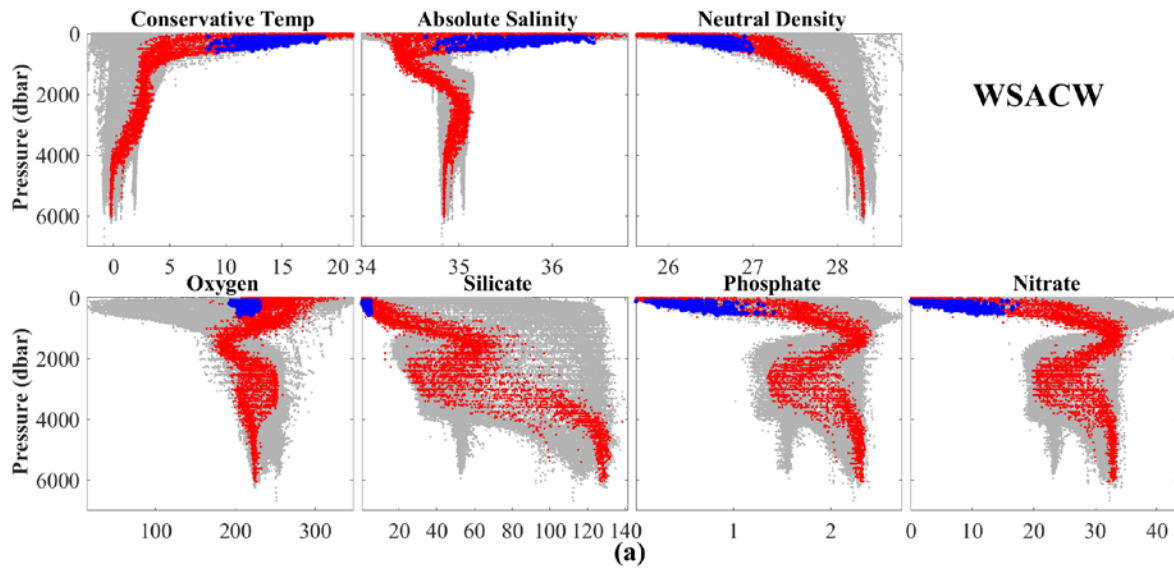 Conservative Temp Absolute Salinity Neutral Density
WSACW
Pressure (dbar)
0
2000
4000
6000
0 5 10 15 20 34 35 36 26 27 28
Oxygen Silicate Phosphate Nitrate
Pressure (dbar)
0
2000
4000
6000
100 200 300 20 40 60 80 100 120 140 1 2 0 10 20 30 40
(a)